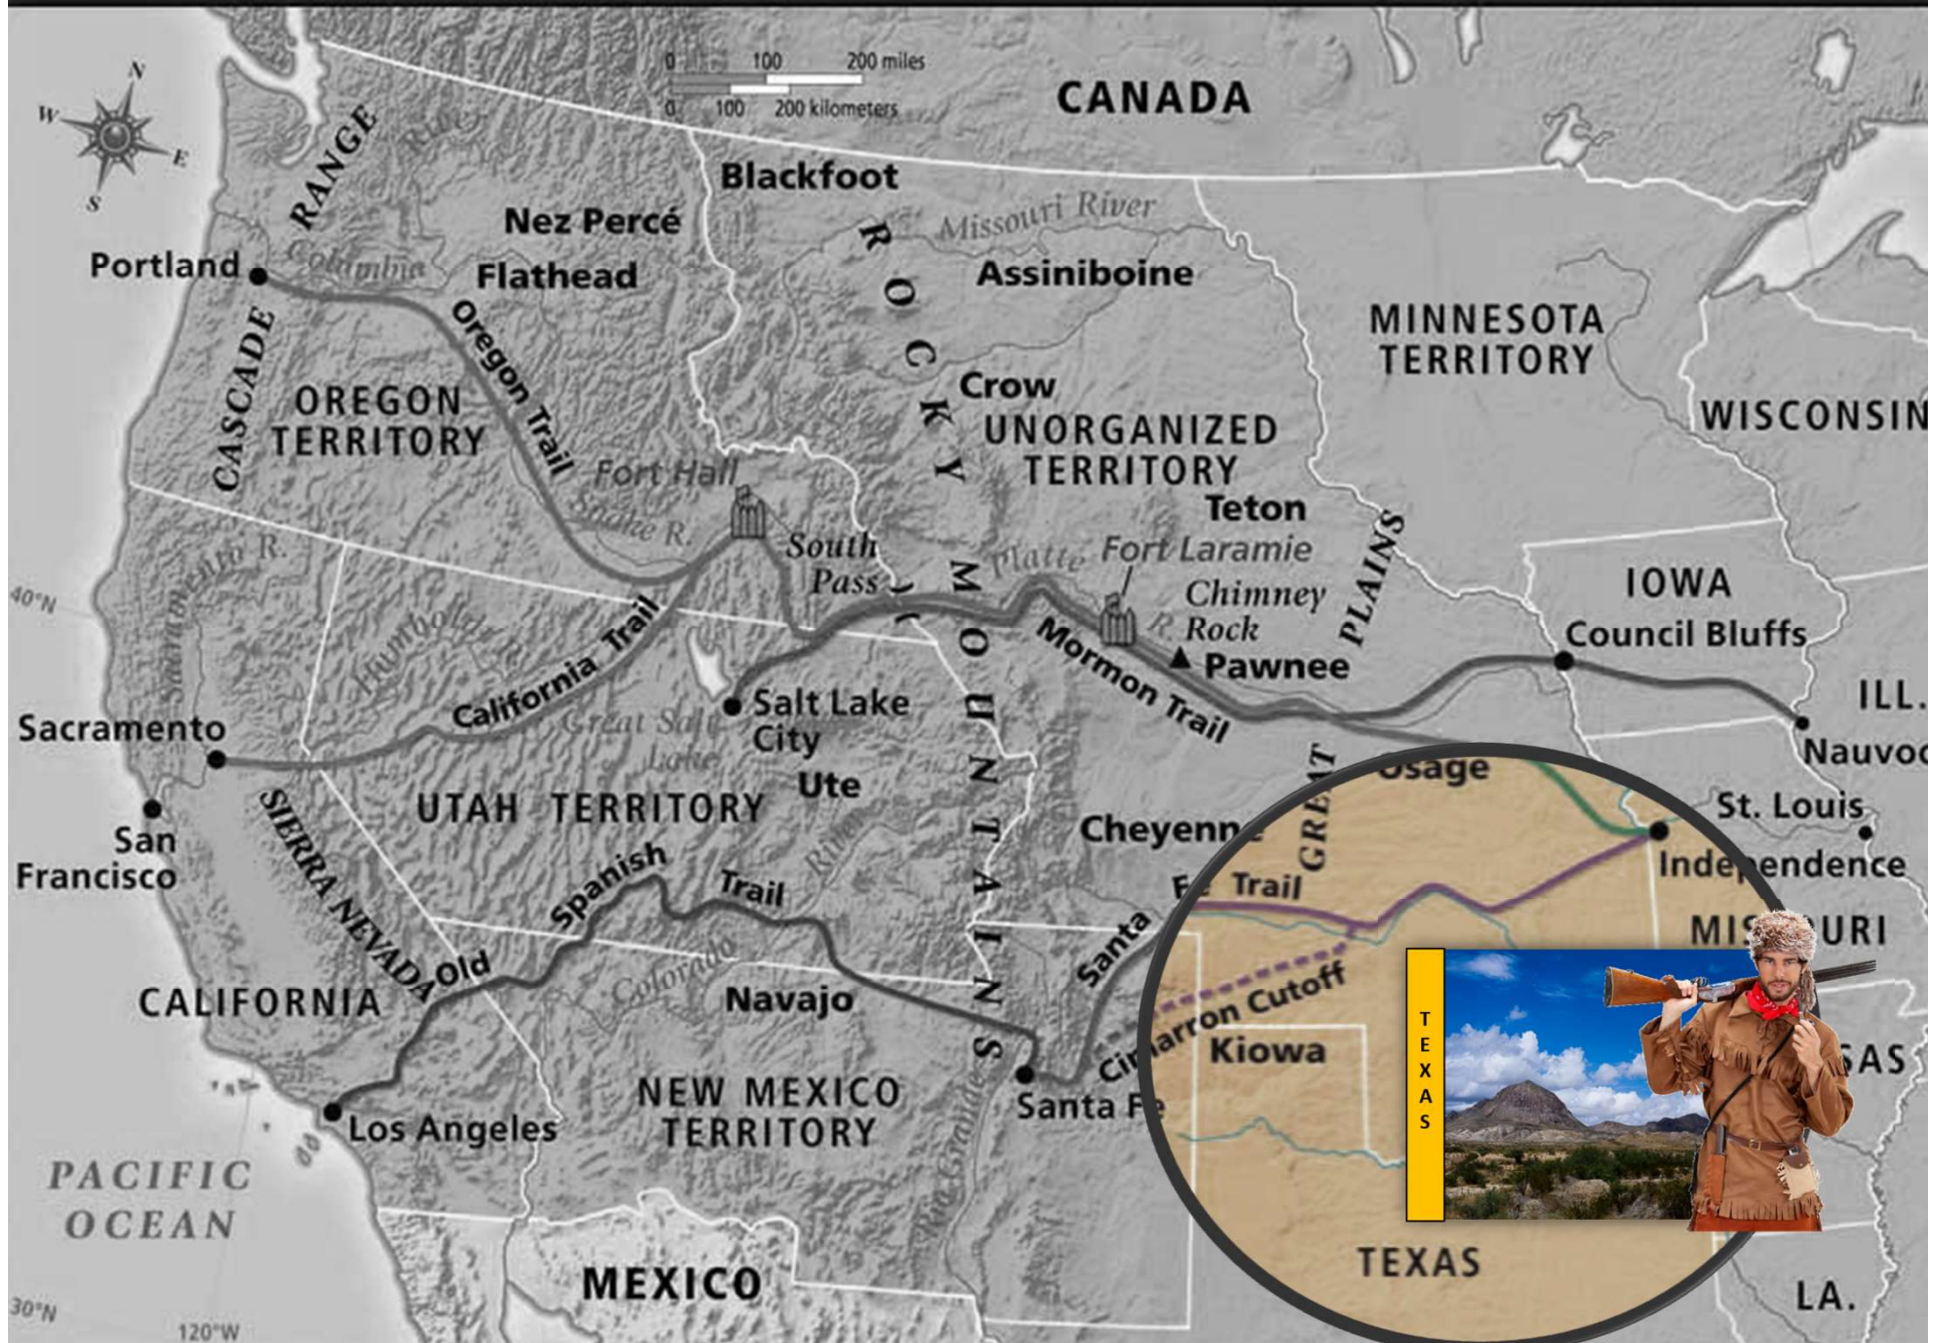 0 100 200 miles
0 100 200 kilometers
N
W
E
S
CANADA
RANGE
River
Blackfoot
Missouri River
Nez Percé
Portland
Columbia
Flathead
Assiniboine
ROCKY MOUNTAINS
MINNESOTA
TERRITORY
CASCADE
Oregon Trail
OREGON
TERRITORY
Crow
UNORGANIZED
TERRITORY
WISCONSIN
Fort Hall
Snake R.
Teton
South
Pass
Platte
R.
Fort Laramie
Chimney
Rock
GREAT PLAINS
IOWA
Council Bluffs
40°N
Sacramento R.
Humboldt
California Trail
Mormon Trail
Pawnee
Salt Lake
City
Great Salt
Lake
ILL.
Nauvoo
Sacramento
Ute
UTAH TERRITORY
Osage
St. Louis
San
Francisco
SIERRA NEVADA
Cheyenne
Independence
Old Spanish Trail
River
Santa Fe Trail
MISSOURI
CALIFORNIA
Colorado
Navajo
Cimarron Cutoff
Kiowa
TEXAS
SAS
NEW MEXICO
TERRITORY
Santa Fe
Los Angeles
Rio Grande
PACIFIC
OCEAN
TEXAS
MEXICO
LA.
30°N
120°W